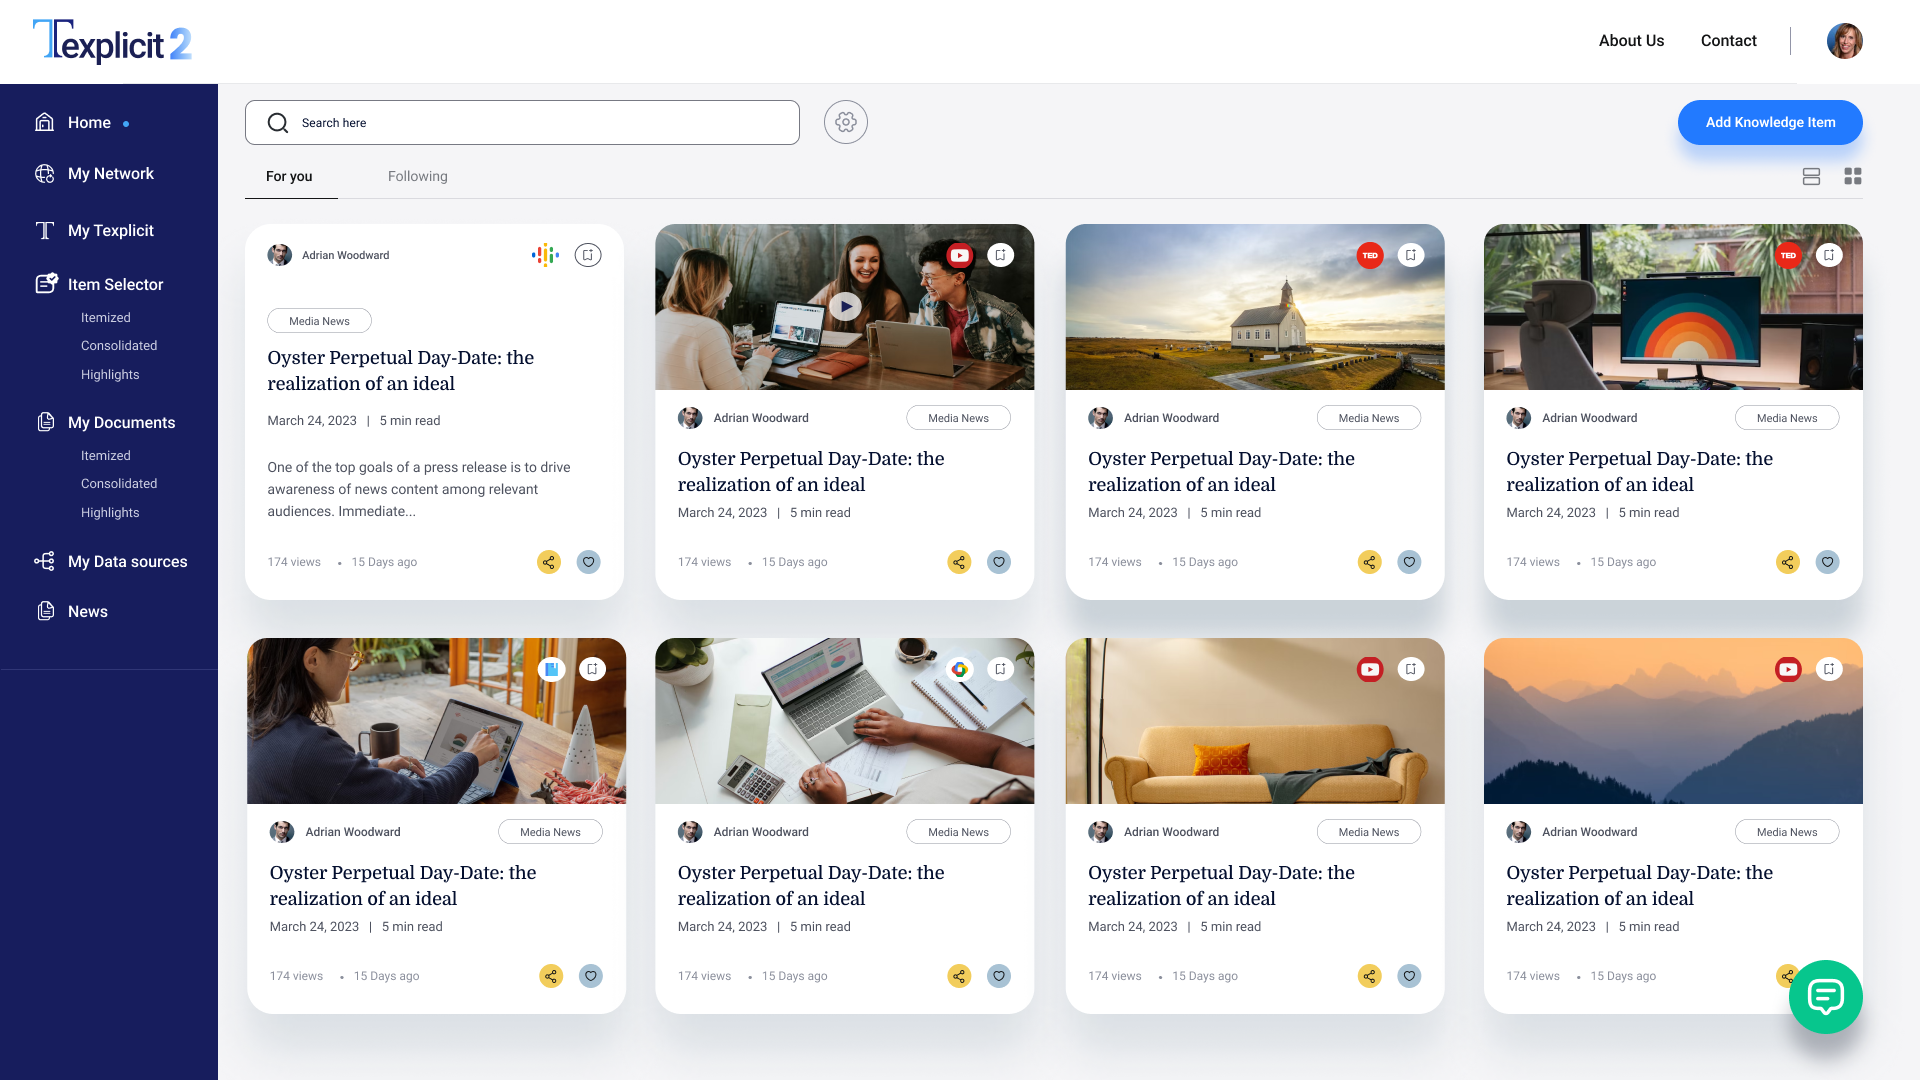 Texplicit 2
About Us
Contact
Home
My Network
My Texplicit
Item Selector
Itemized
Consolidated
Highlights
My Documents
Itemized
Consolidated
Highlights
My Data sources
News
Search here
Add Knowledge Item
For you
Following
Adrian Woodward
Media News
Oyster Perpetual Day-Date: the
realization of an ideal
March 24, 2023 | 5 min read
One of the top goals of a press release is to drive
awareness of news content among relevant
audiences. Immediate...
174 views • 15 Days ago
Adrian Woodward
Media News
Oyster Perpetual Day-Date: the
realization of an ideal
March 24, 2023 | 5 min read
174 views • 15 Days ago
TED
Adrian Woodward
Media News
Oyster Perpetual Day-Date: the
realization of an ideal
March 24, 2023 | 5 min read
174 views • 15 Days ago
TED
Adrian Woodward
Media News
Oyster Perpetual Day-Date: the
realization of an ideal
March 24, 2023 | 5 min read
174 views • 15 Days ago
Adrian Woodward
Media News
Oyster Perpetual Day-Date: the
realization of an ideal
March 24, 2023 | 5 min read
174 views • 15 Days ago
Adrian Woodward
Media News
Oyster Perpetual Day-Date: the
realization of an ideal
March 24, 2023 | 5 min read
174 views • 15 Days ago
Adrian Woodward
Media News
Oyster Perpetual Day-Date: the
realization of an ideal
March 24, 2023 | 5 min read
174 views • 15 Days ago
Adrian Woodward
Media News
Oyster Perpetual Day-Date: the
realization of an ideal
March 24, 2023 | 5 min read
174 views • 15 Days ago